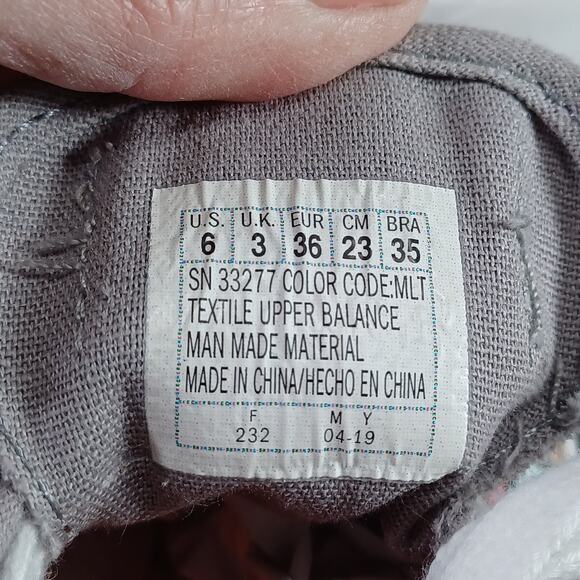 U.S. U.K. EUR CM BRA
6 3 36 23 35
SN 33277 COLOR CODE:MLT
TEXTILE UPPER BALANCE
MAN MADE MATERIAL
MADE IN CHINA/HECHO EN CHINA
F M Y
232 04-19